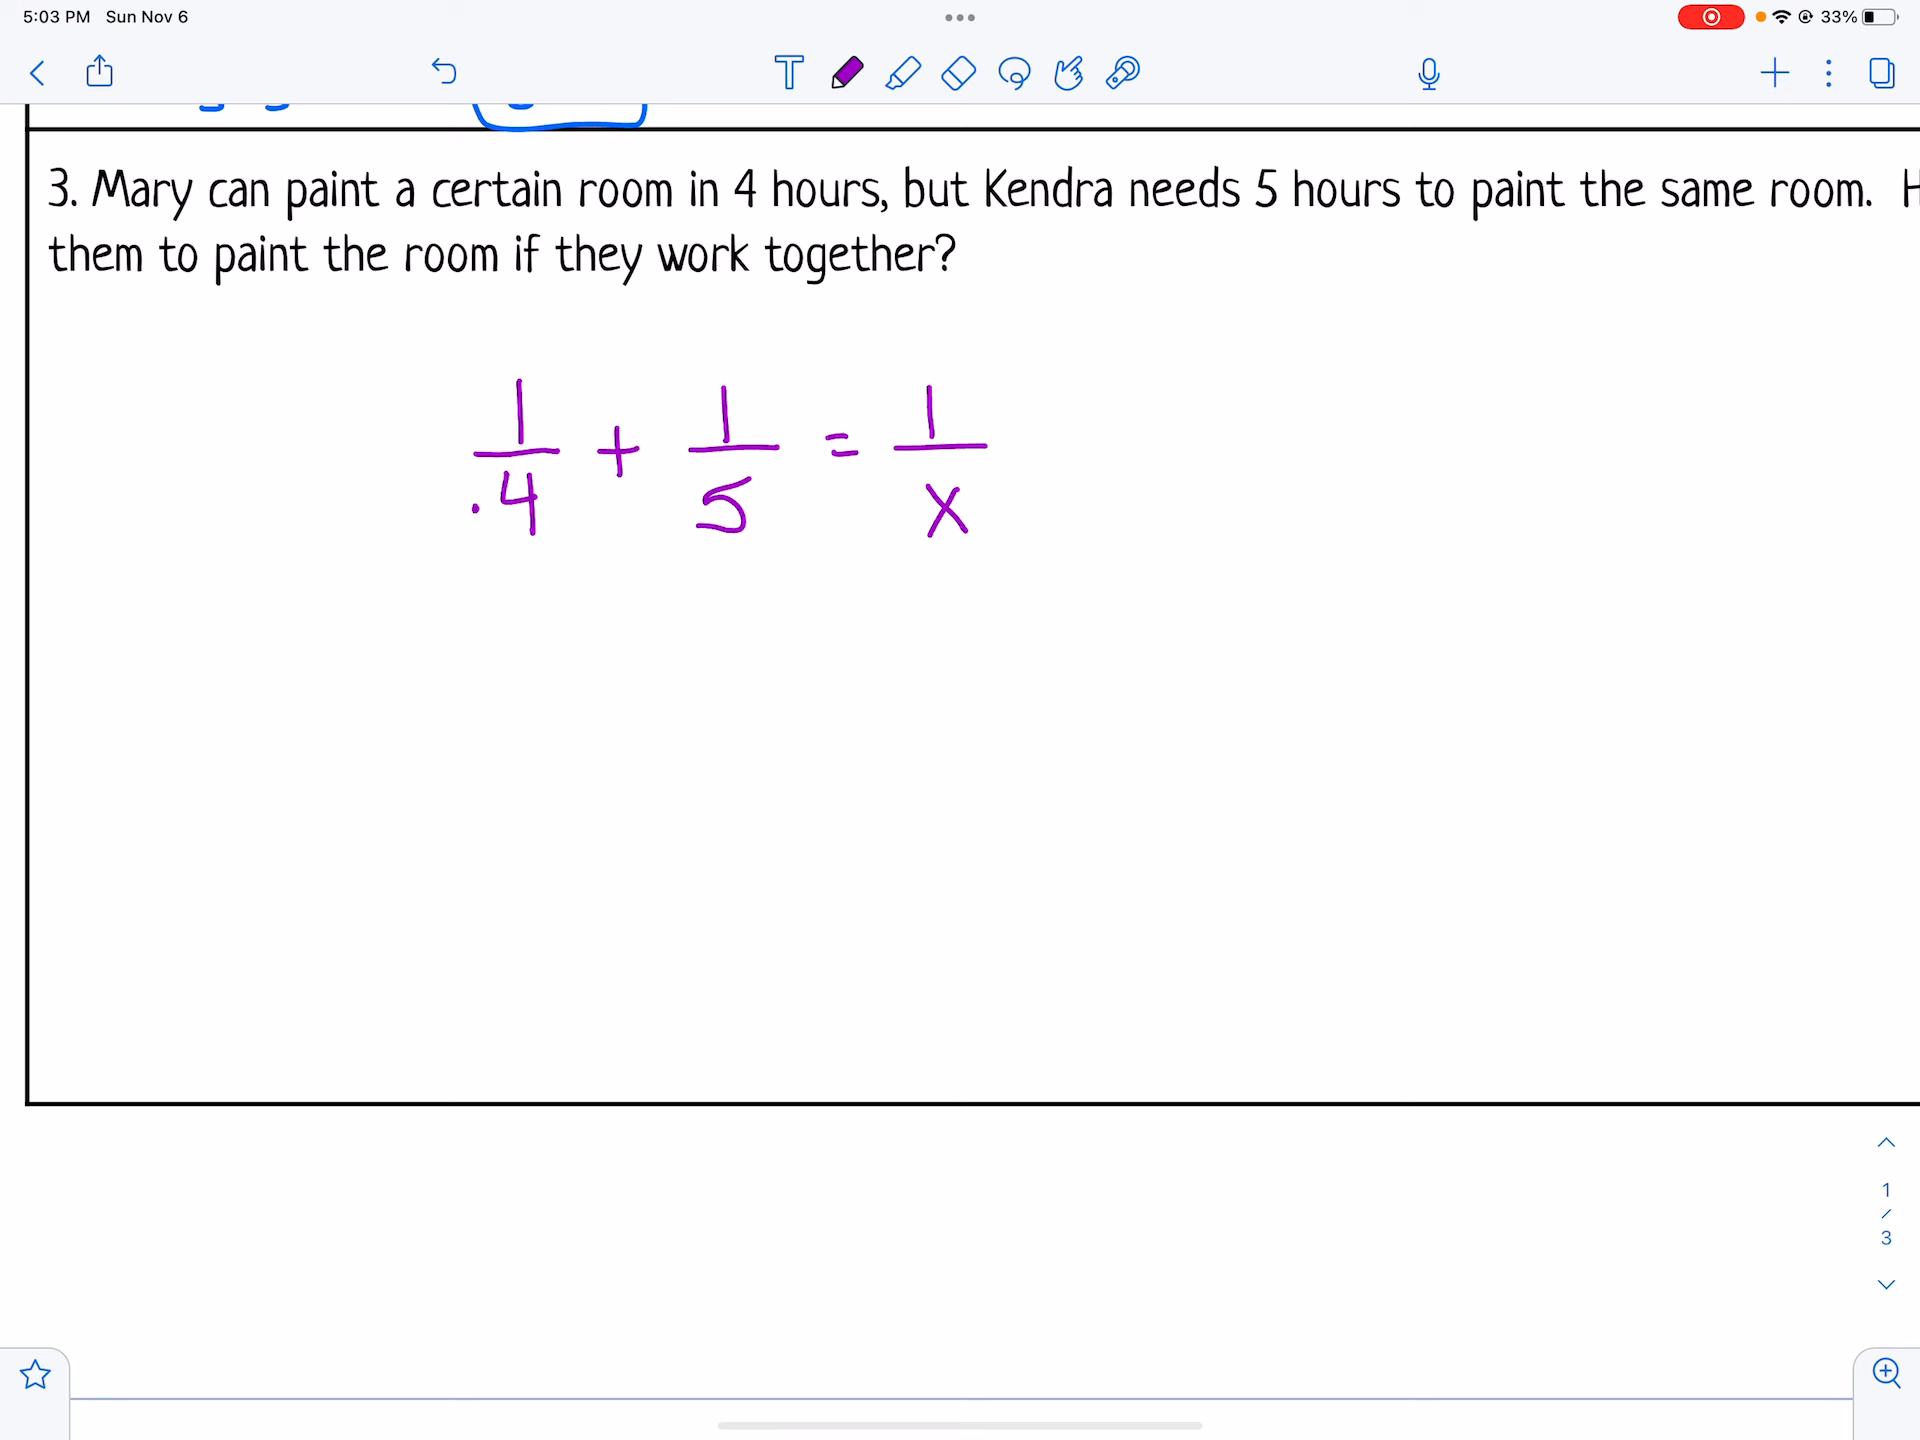 5:03 PM Sun Nov 6
33%
T
3. Mary can paint a certain room in 4 hours, but Kendra needs 5 hours to paint the same room. H
them to paint the room if they work together?
1/.4 + 1/5 = 1/x
1
/
3